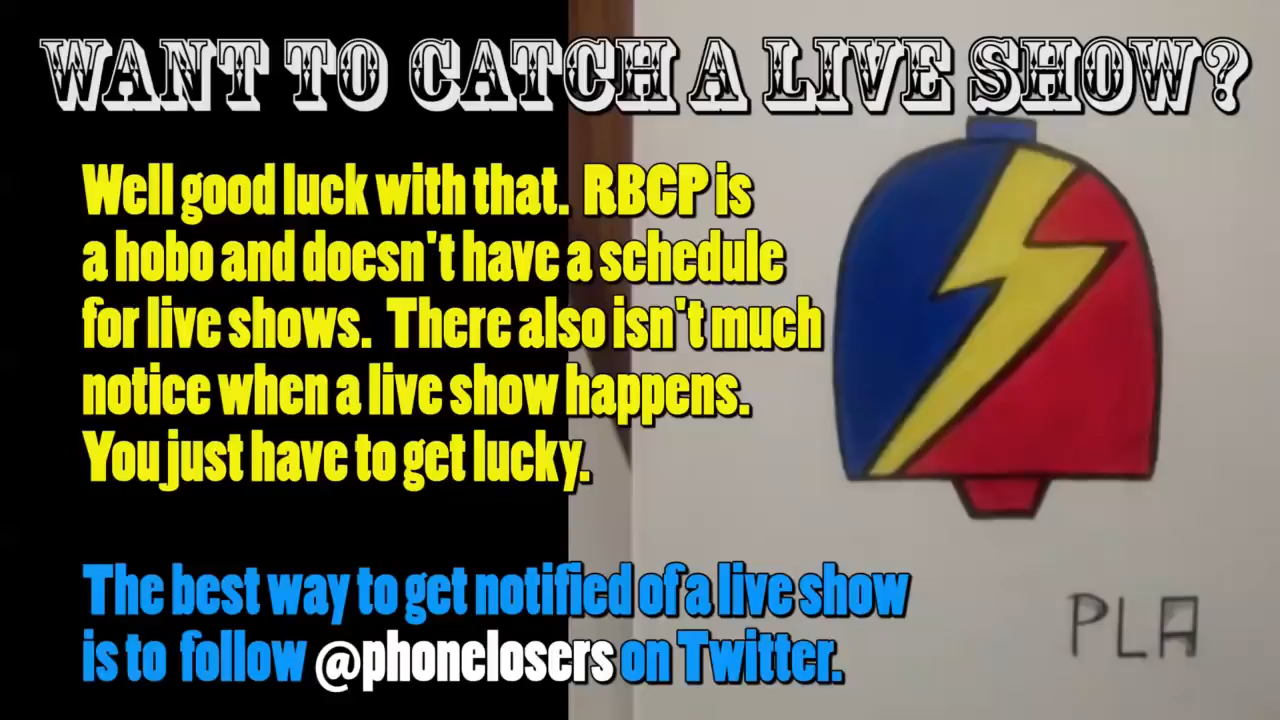 WANT TO CATCH A LIVE SHOW?
Well good luck with that. RBCP is
a hobo and doesn't have a schedule
for live shows. There also isn't much
notice when a live show happens.
You just have to get lucky.
The best way to get notified of a live show
is to follow @phonelosers on Twitter.
PLA